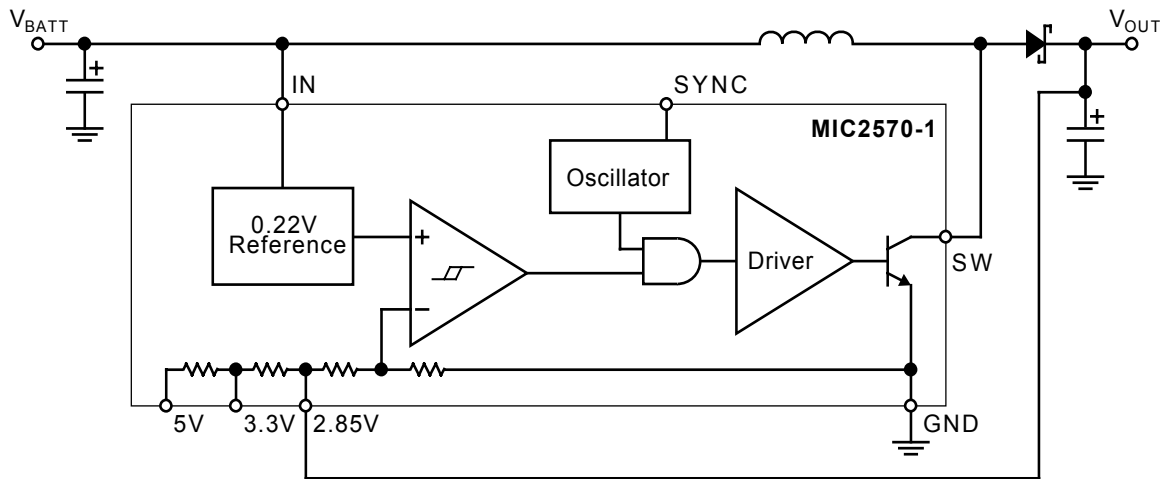 VBATT
VOUT
+
IN
SYNC
MIC2570-1
+
Oscillator
0.22V
Reference
+
Driver
SW
−
5V
3.3V
2.85V
GND